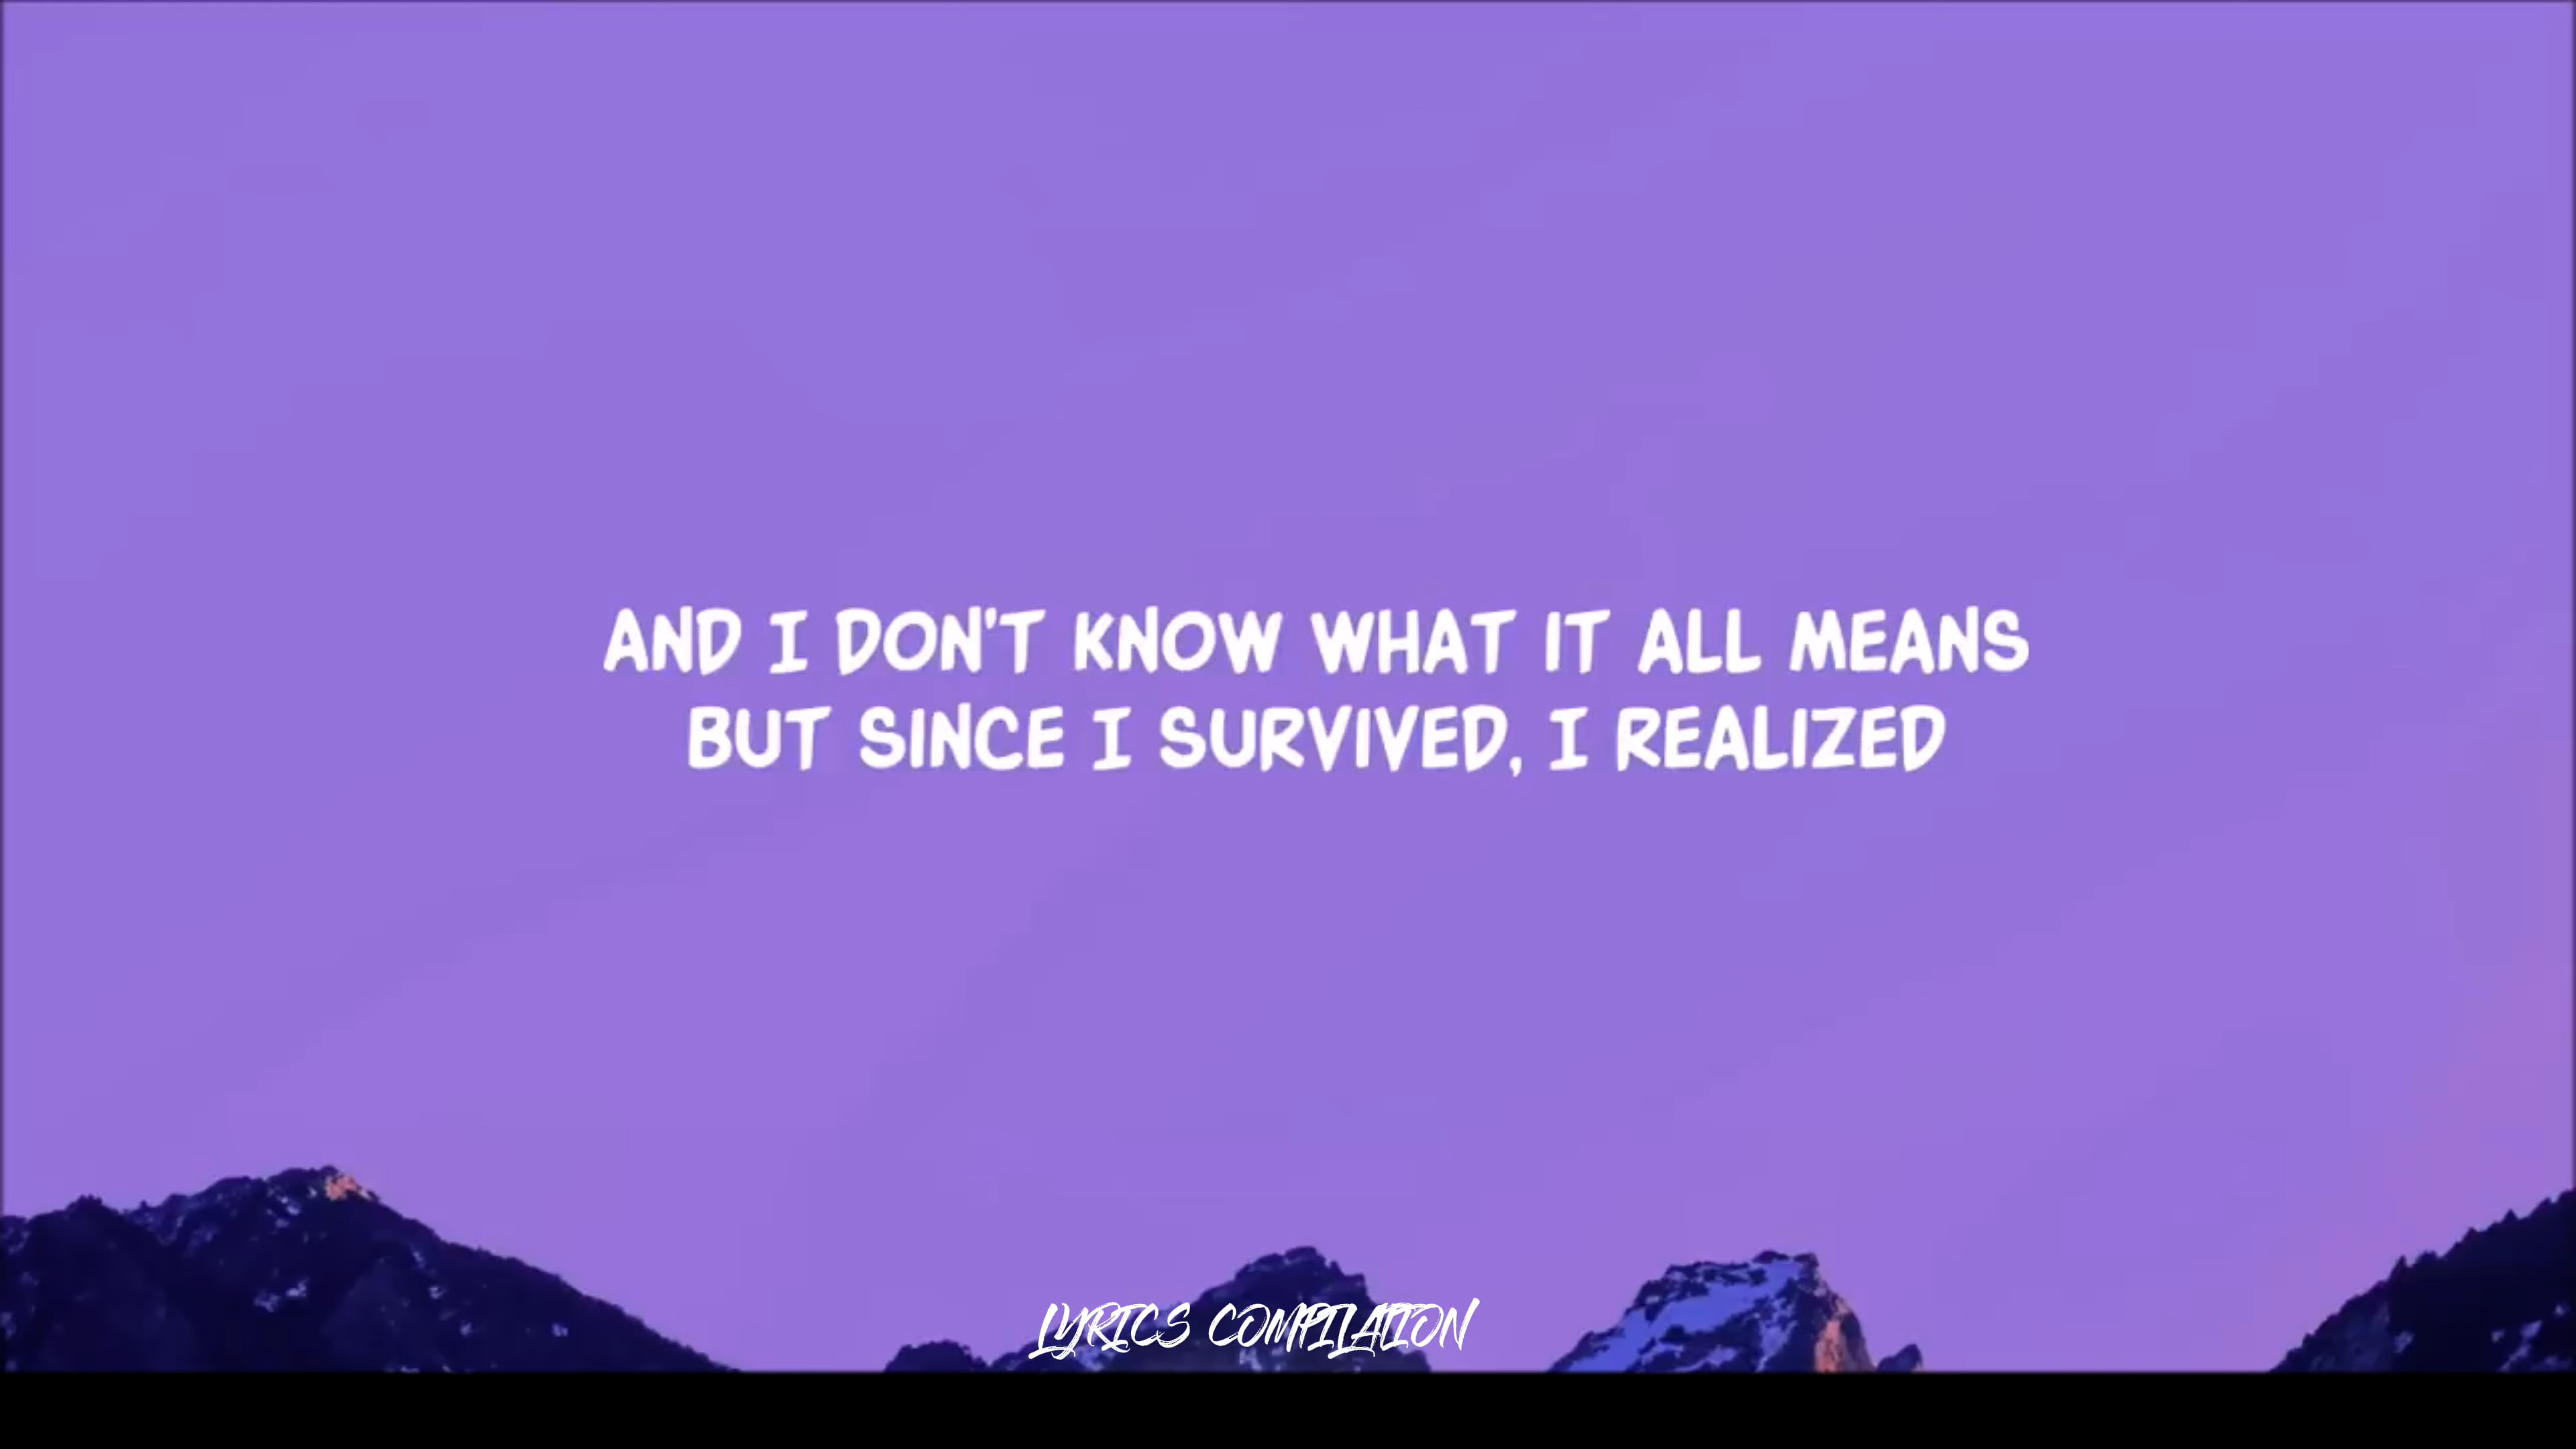 AND I DON'T KNOW WHAT IT ALL MEANS
BUT SINCE I SURVIVED, I REALIZED
LYRICS COMPILATION